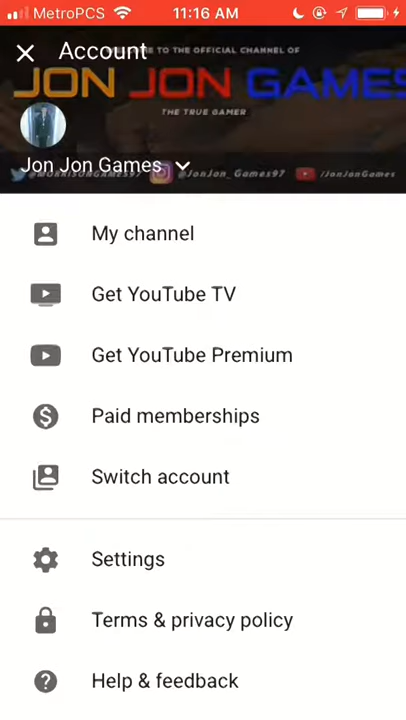 MetroPCS 11:16 AM
Account
TO THE OFFICIAL CHANNEL OF
JON JON GAMES
THE TRUE GAMER
Jon Jon Games
@JonJon_Games97 /JonJonGames
My channel
Get YouTube TV
Get YouTube Premium
Paid memberships
Switch account
Settings
Terms & privacy policy
Help & feedback